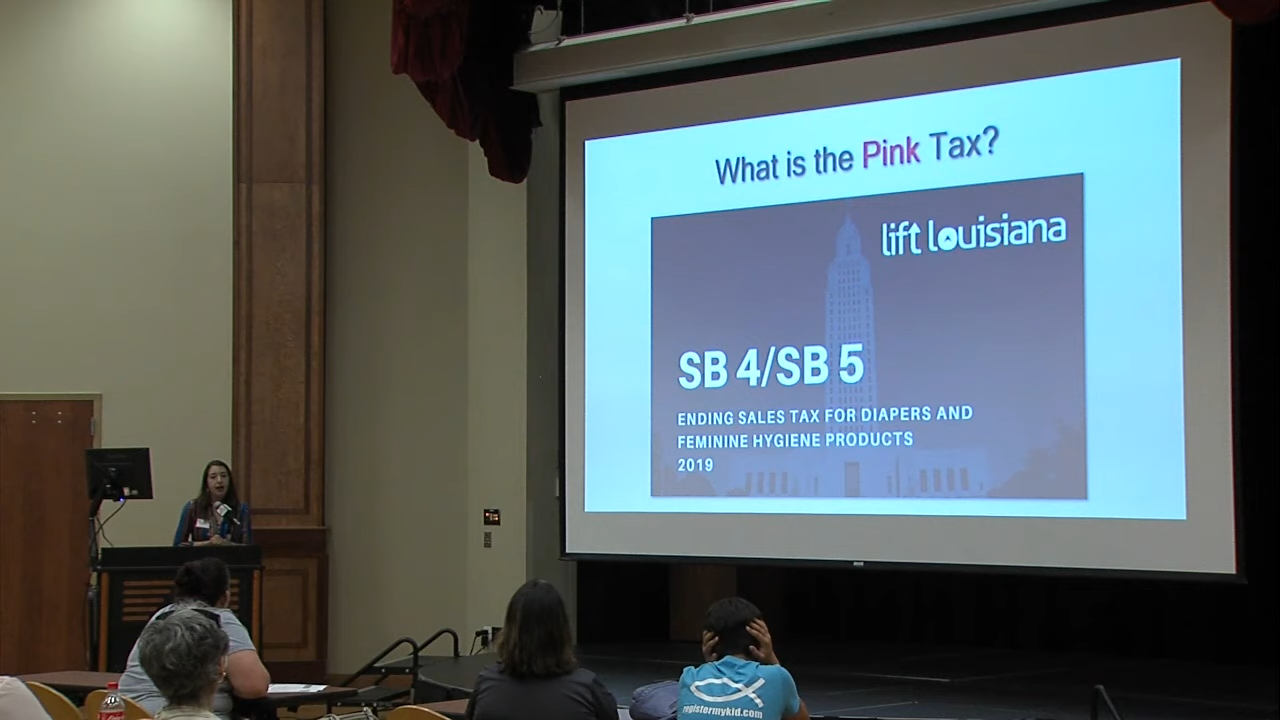 What is the Pink Tax?
lift louisiana
SB 4/SB 5
ENDING SALES TAX FOR DIAPERS AND
FEMININE HYGIENE PRODUCTS
2019
registermykid.com